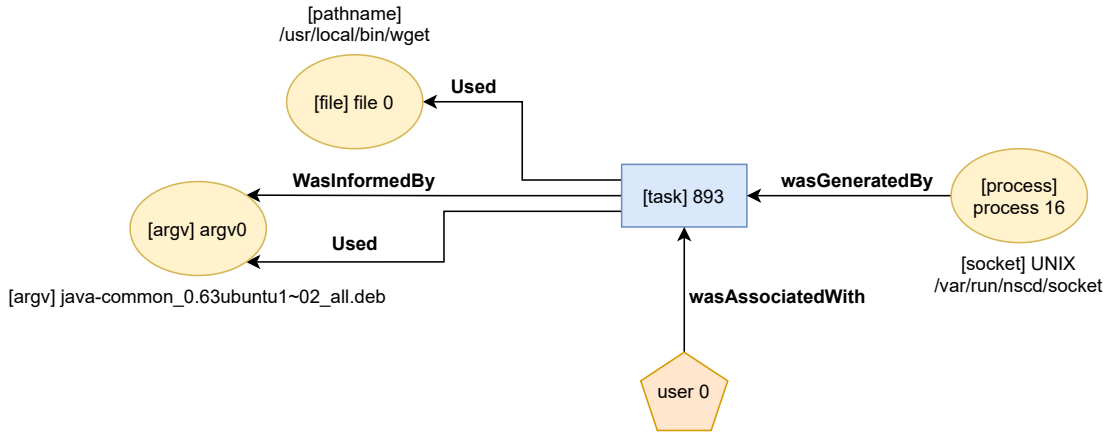 [pathname]
/usr/local/bin/wget
Used
[file] file 0
WasInformedBy
wasGeneratedBy
[process]
process 16
[task] 893
[argv] argv0
Used
[socket] UNIX
/var/run/nscd/socket
[argv] java-common_0.63ubuntu1~02_all.deb
wasAssociatedWith
user 0